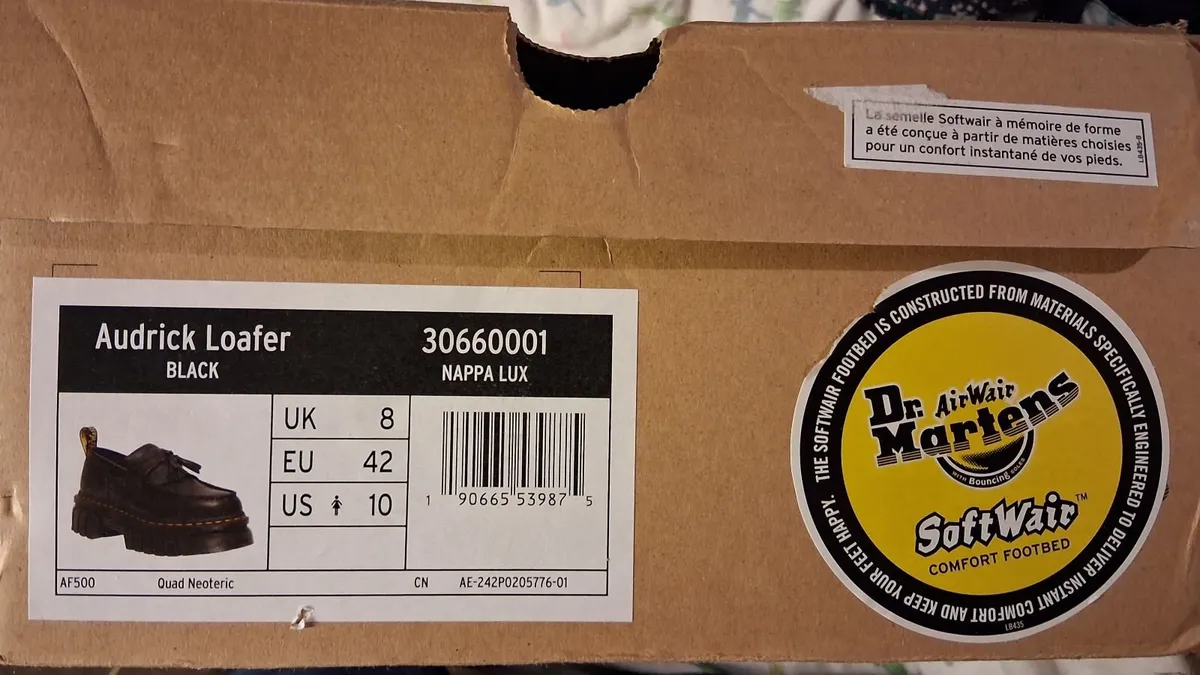 La semelle Softwair à mémoire de forme
a été conçue à partir de matières choisies
pour un confort instantané de vos pieds.
LB435-B
Audrick Loafer
BLACK
30660001
NAPPA LUX
UK 8
EU 42
US 10
1 90665 53987 5
AF500 Quad Neoteric CN AE-242P0205776-01
THE SOFTWAIR FOOTBED IS CONSTRUCTED FROM MATERIALS SPECIFICALLY ENGINEERED TO DELIVER INSTANT COMFORT AND KEEP YOUR FEET HAPPY.
Dr. AirWair
Martens
WITH Bouncing SOLES
SoftWair™
COMFORT FOOTBED
LB435